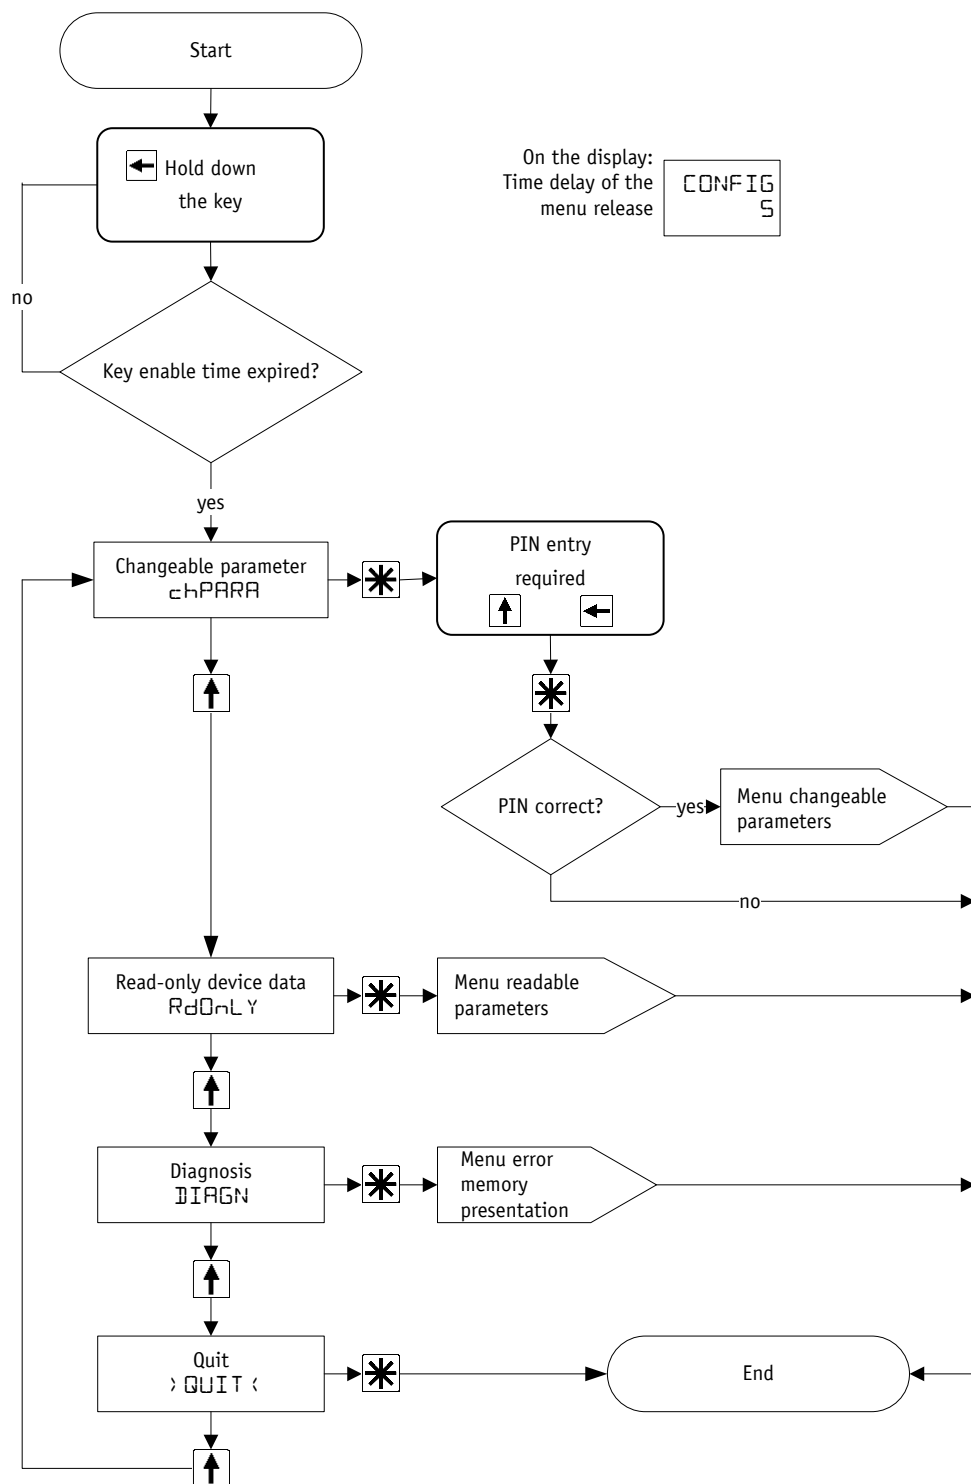 Start
Hold down
the key
On the display:
Time delay of the
menu release
CONFIG
5
no
Key enable time expired?
yes
Changeable parameter
chPARA
PIN entry
required
PIN correct?
yes
Menu changeable
parameters
no
Read-only device data
RdOnLY
Menu readable
parameters
Diagnosis
DIAGN
Menu error
memory
presentation
Quit
>QUIT<
End